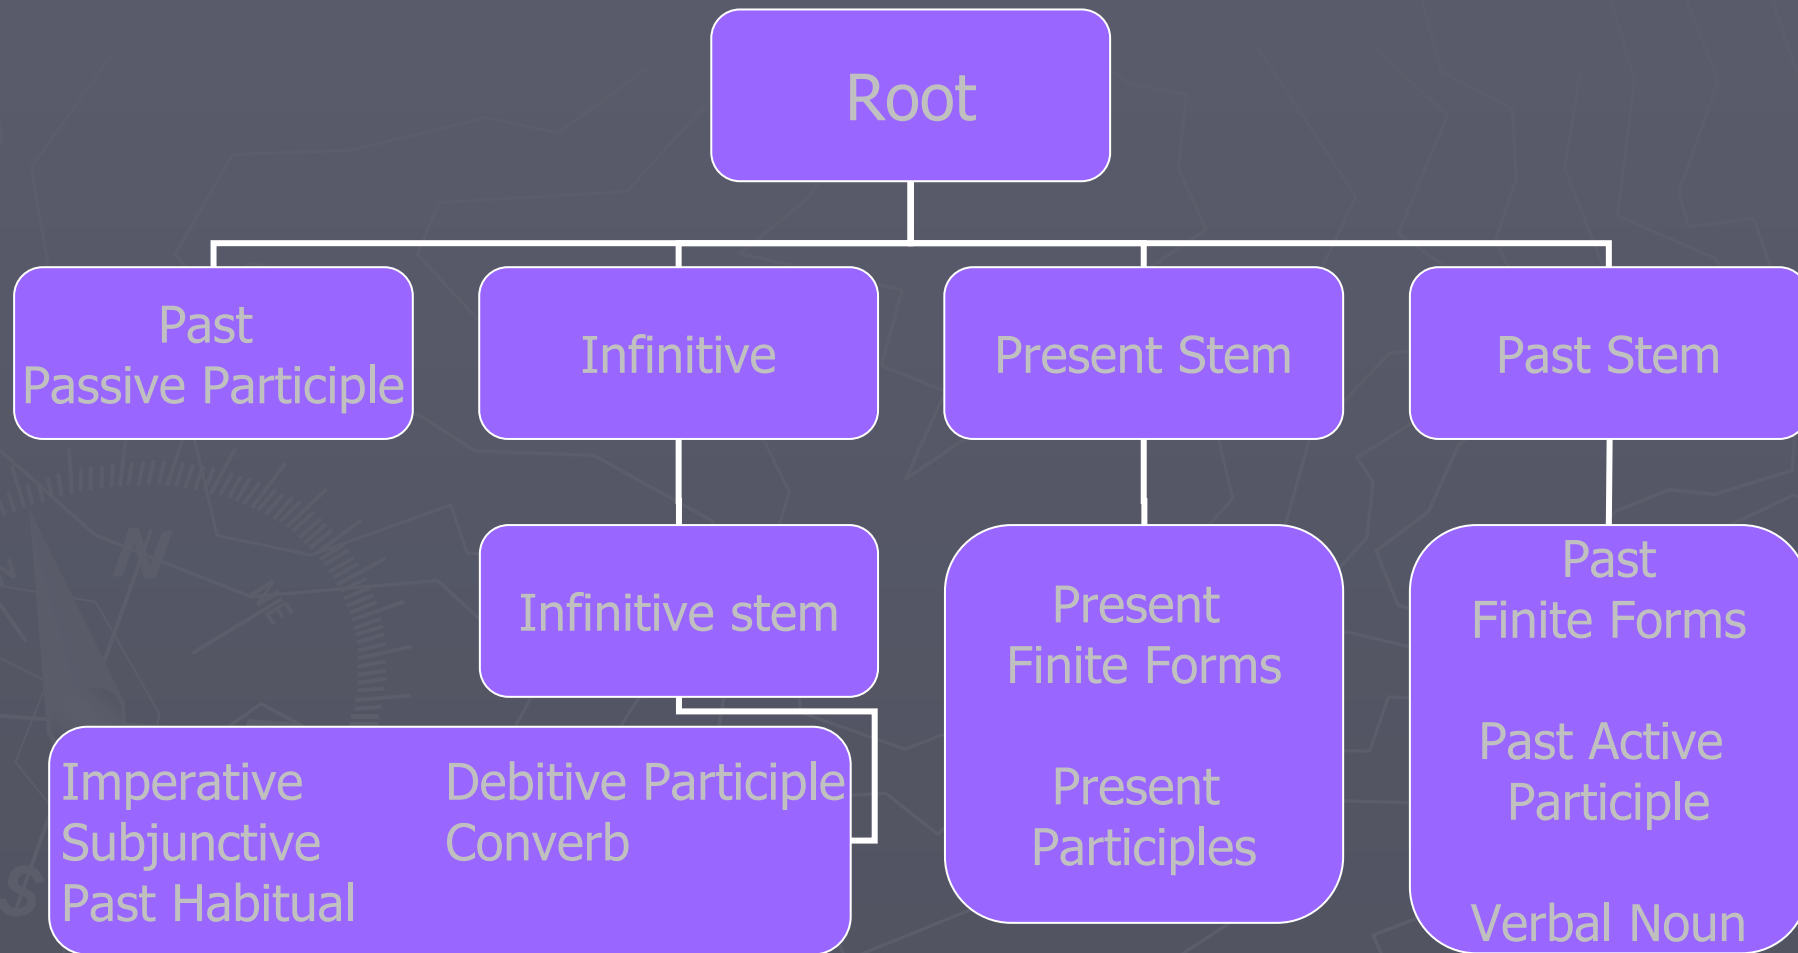 Root
Past
Passive Participle
Infinitive
Present Stem
Past Stem
Infinitive stem
Imperative Debitive Participle
Subjunctive Converb
Past Habitual
Present
Finite Forms
Present
Participles
Past
Finite Forms
Past Active
Participle
Verbal Noun
N
N
NE
S